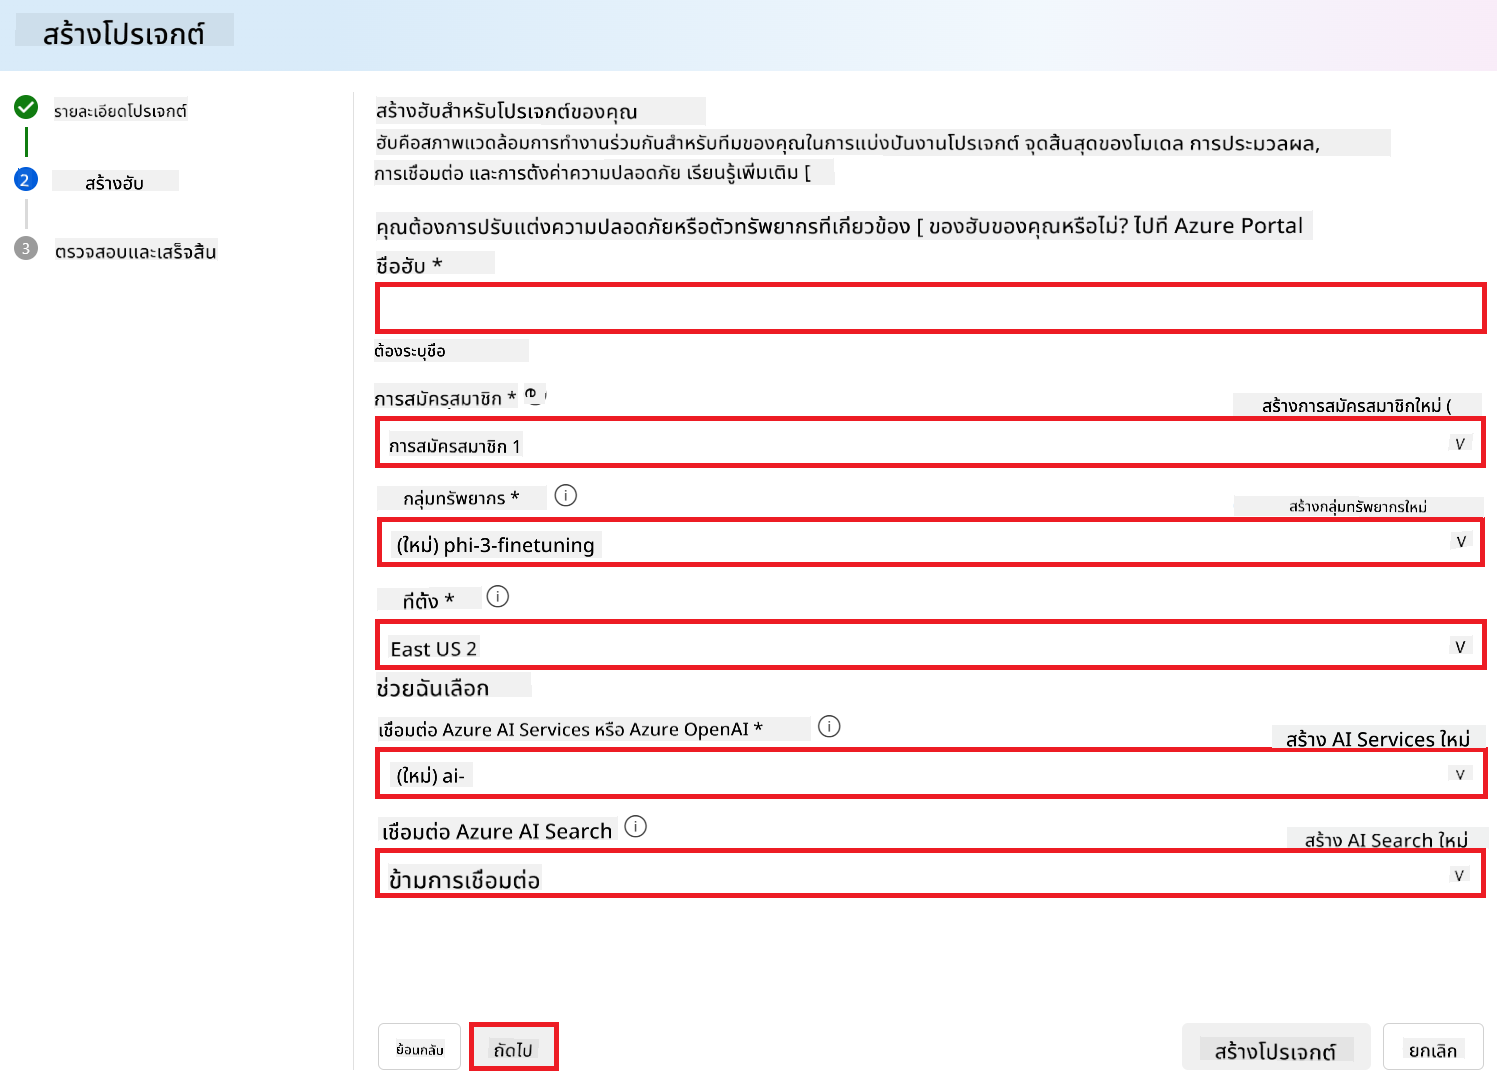 สร้างโปรเจกต์
รายละเอียดโปรเจกต์
2 สร้างฮับ
3 ตรวจสอบและเสร็จสิ้น
สร้างฮับสำหรับโปรเจกต์ของคุณ
ฮับคือสภาพแวดล้อมการทำงานร่วมกันสำหรับทีมของคุณในการแบ่งปันงานโปรเจกต์ จุดสิ้นสุดของโมเดล การประมวลผล,
การเชื่อมต่อ และการตั้งค่าความปลอดภัย เรียนรู้เพิ่มเติม [
คุณต้องการปรับแต่งความปลอดภัยหรือตัวทรัพยากรที่เกี่ยวข้อง [ ของฮับของคุณหรือไม่? ไปที่ Azure Portal
ชื่อฮับ *
ต้องระบุชื่อ
การสมัครสมาชิก *
สร้างการสมัครสมาชิกใหม่ (
การสมัครสมาชิก 1 V
กลุ่มทรัพยากร * i
สร้างกลุ่มทรัพยากรใหม่
(ใหม่) phi-3-finetuning V
ที่ตั้ง * i
East US 2 V
ช่วยฉันเลือก
เชื่อมต่อ Azure AI Services หรือ Azure OpenAI * i
สร้าง AI Services ใหม่
(ใหม่) ai- V
เชื่อมต่อ Azure AI Search i
สร้าง AI Search ใหม่
ข้ามการเชื่อมต่อ V
ย้อนกลับ ถัดไป สร้างโปรเจกต์ ยกเลิก